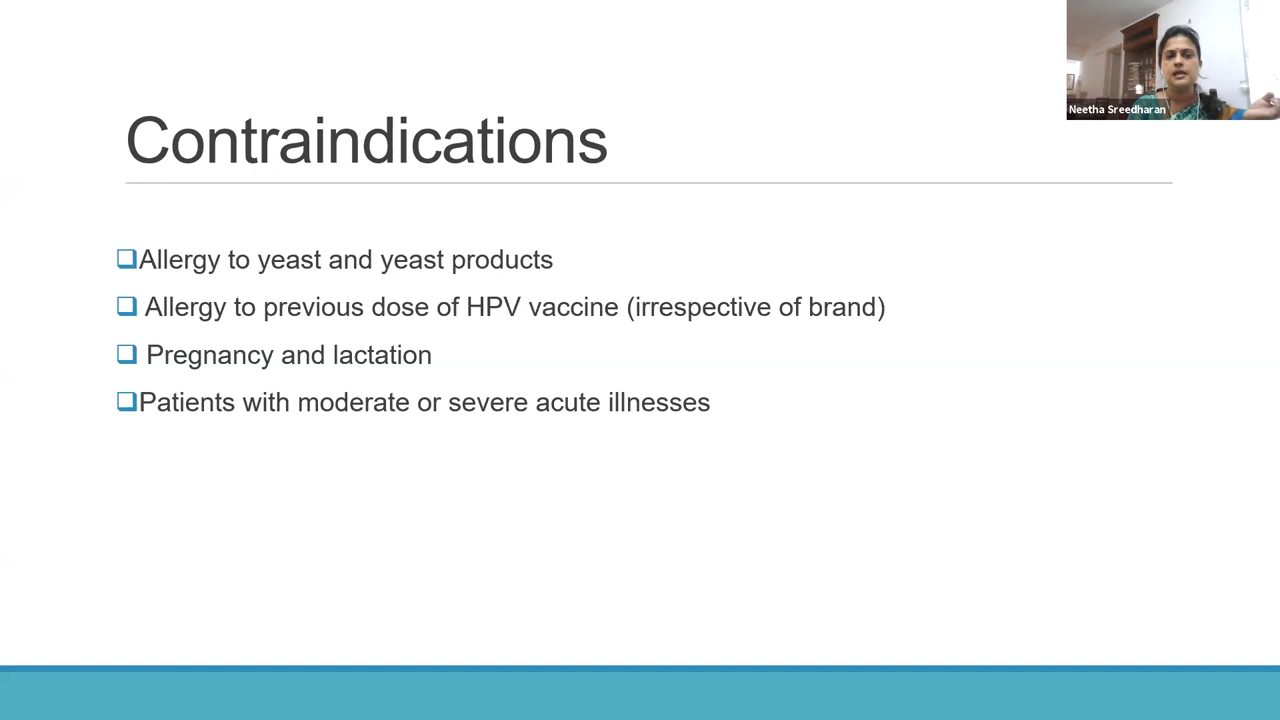 Neetha Sreedharan
Contraindications
Allergy to yeast and yeast products
Allergy to previous dose of HPV vaccine (irrespective of brand)
Pregnancy and lactation
Patients with moderate or severe acute illnesses